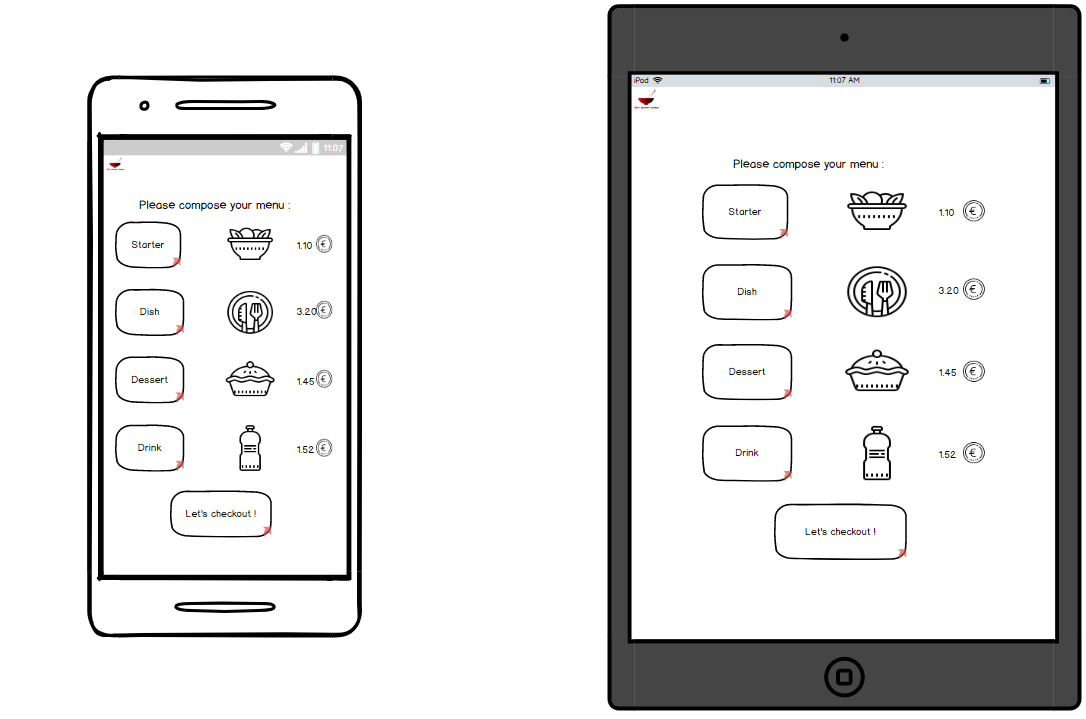 11:07
Please compose your menu :
Starter
1.10 €
Dish
3.20 €
Dessert
1.45 €
Drink
1.52 €
Let's checkout !
iPad 11:07 AM
Please compose your menu :
Starter
1.10 €
Dish
3.20 €
Dessert
1.45 €
Drink
1.52 €
Let's checkout !